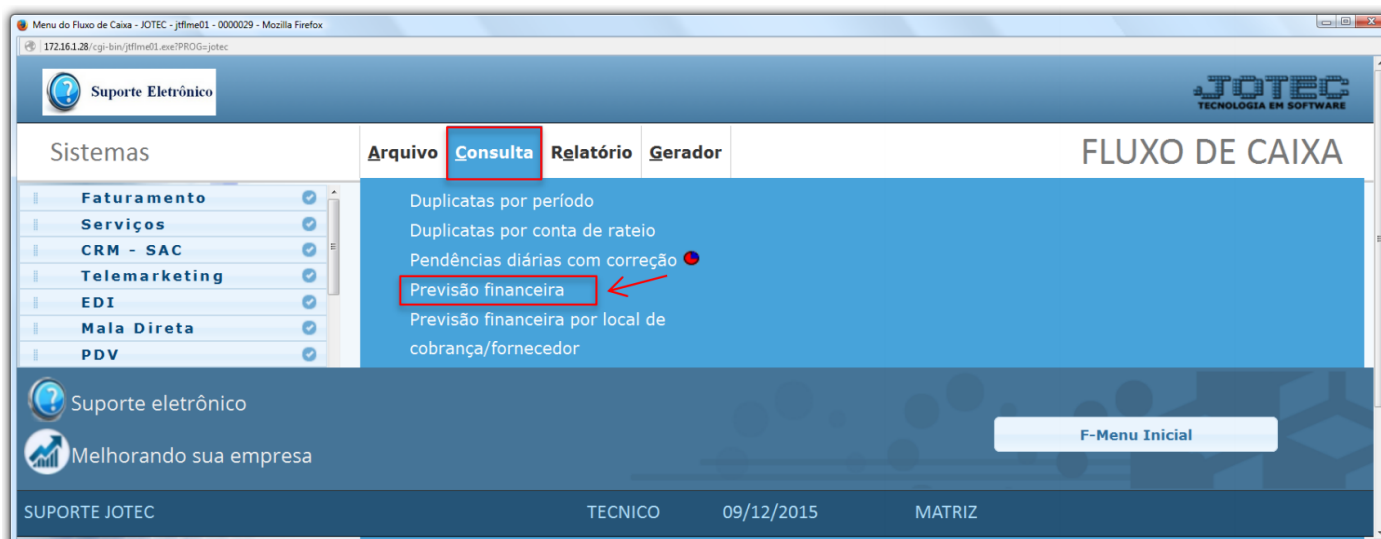 Menu do Fluxo de Caixa - JOTEC - jtflme01 - 0000029 - Mozilla Firefox
172.16.1.28/cgi-bin/jtflme01.exe?PROG=jotec
Suporte Eletrônico
JOTEC
TECNOLOGIA EM SOFTWARE
Sistemas
Arquivo Consulta Relatório Gerador
FLUXO DE CAIXA
Faturamento
Serviços
CRM - SAC
Telemarketing
EDI
Mala Direta
PDV
Duplicatas por período
Duplicatas por conta de rateio
Pendências diárias com correção
Previsão financeira
Previsão financeira por local de
cobrança/fornecedor
Suporte eletrônico
Melhorando sua empresa
F-Menu Inicial
SUPORTE JOTEC TECNICO 09/12/2015 MATRIZ